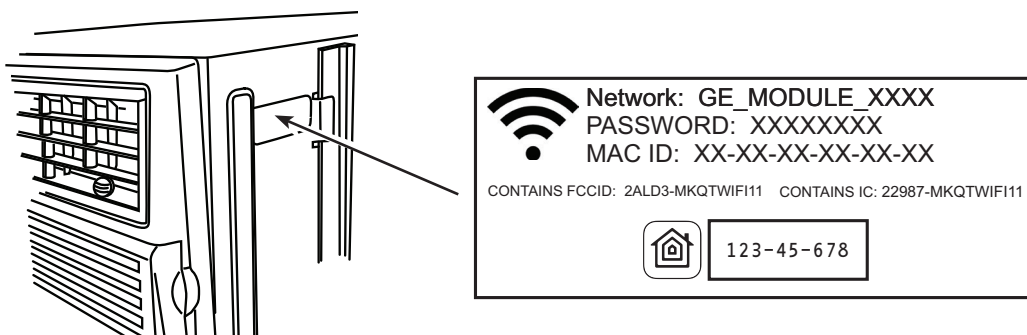 Network: GE_MODULE_XXXX
PASSWORD: XXXXXXXX
MAC ID: XX-XX-XX-XX-XX-XX
CONTAINS FCCID: 2ALD3-MKQTWIFI11 CONTAINS IC: 22987-MKQTWIFI11
123-45-678